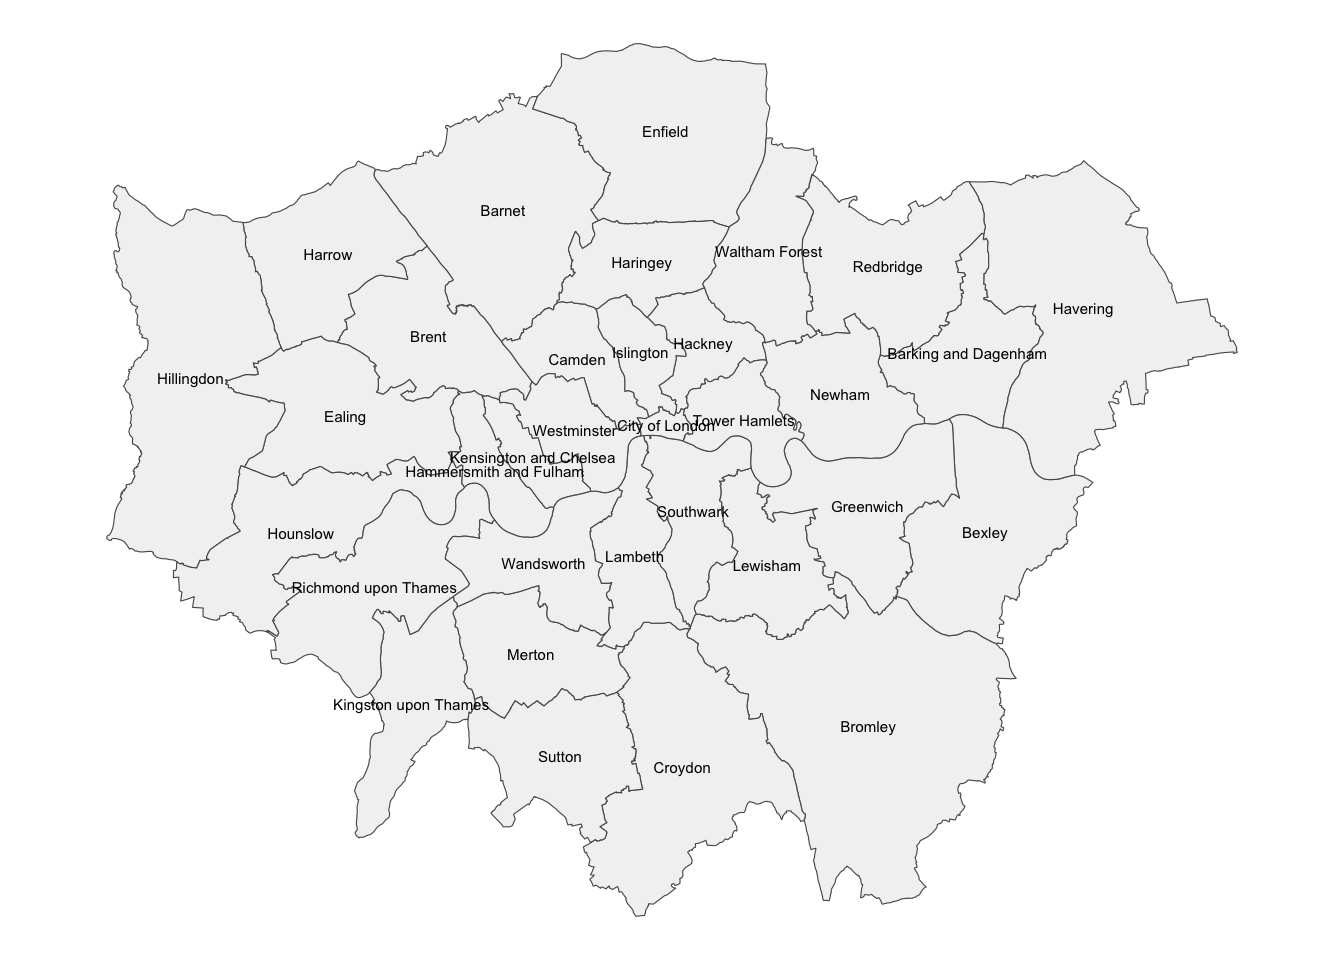 Enfield
Barnet
Harrow
Haringey
Waltham Forest
Redbridge
Havering
Brent
Camden
Islington
Hackney
Barking and Dagenham
Hillingdon
Newham
Ealing
Westminster
City of London
Tower Hamlets
Kensington and Chelsea
Hammersmith and Fulham
Southwark
Greenwich
Hounslow
Bexley
Wandsworth
Lambeth
Lewisham
Richmond upon Thames
Merton
Kingston upon Thames
Bromley
Sutton
Croydon